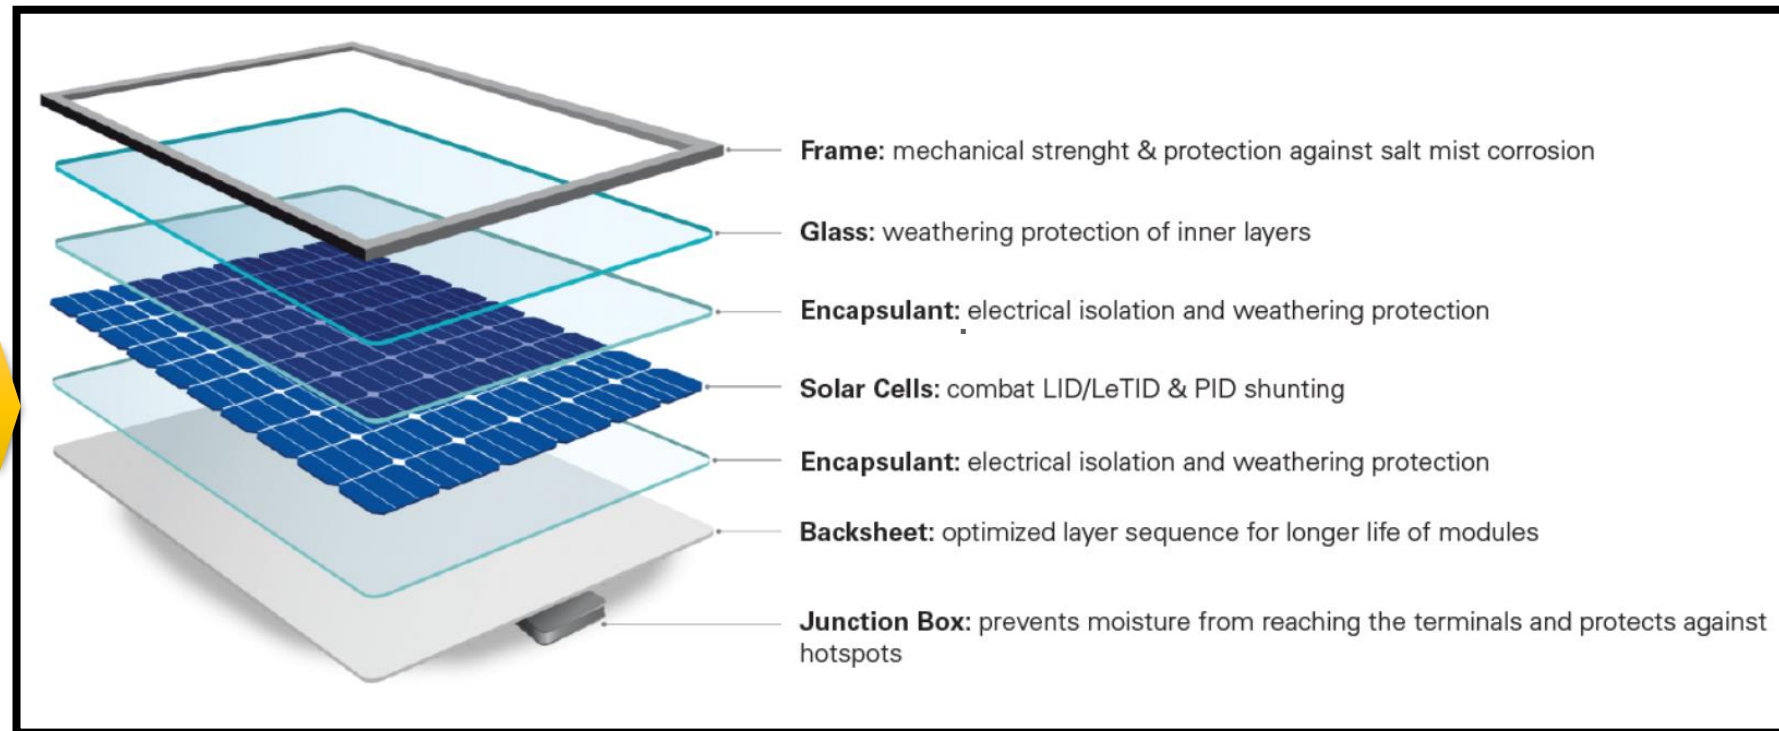 Frame: mechanical strenght & protection against salt mist corrosion
Glass: weathering protection of inner layers
Encapsulant: electrical isolation and weathering protection
Solar Cells: combat LID/LeTID & PID shunting
Encapsulant: electrical isolation and weathering protection
Backsheet: optimized layer sequence for longer life of modules
Junction Box: prevents moisture from reaching the terminals and protects against
hotspots